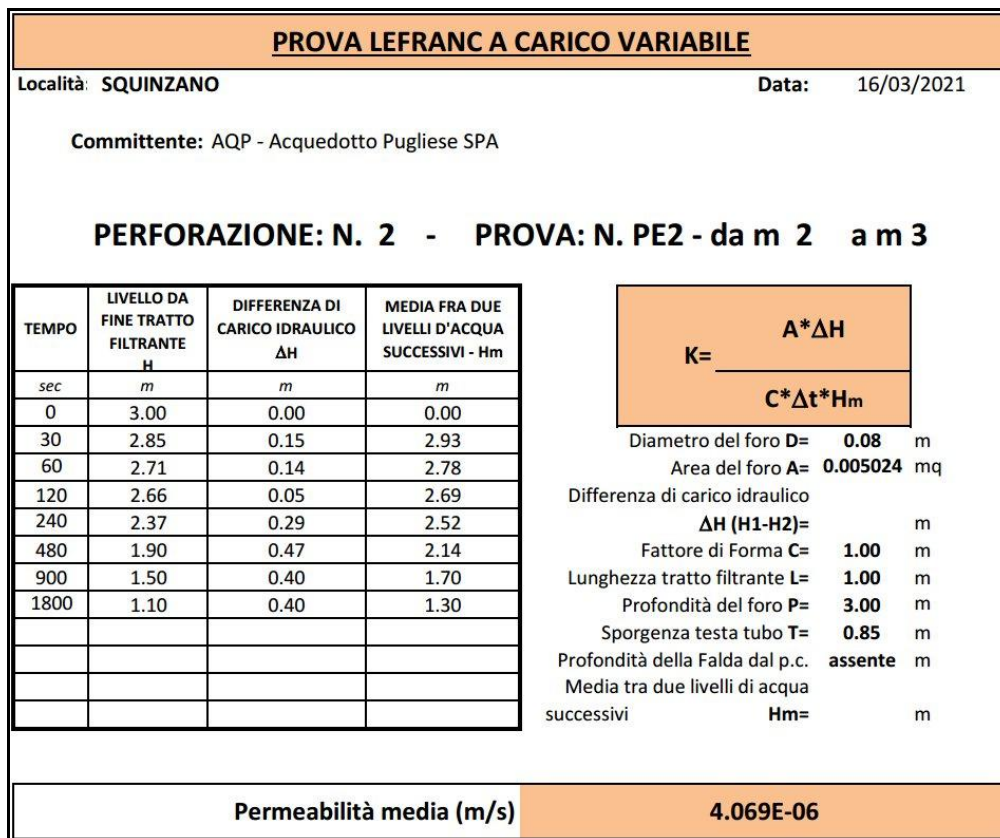 PROVA LEFRANC A CARICO VARIABILE
Località: SQUINZANO Data: 16/03/2021
Committente: AQP - Acquedotto Pugliese SPA
PERFORAZIONE: N. 2 - PROVA: N. PE2 - da m 2 a m 3
TEMPO
LIVELLO DA
FINE TRATTO
FILTRANTE
H
DIFFERENZA DI
CARICO IDRAULICO
ΔH
MEDIA FRA DUE
LIVELLI D'ACQUA
SUCCESSIVI - Hm
sec m m m
0 3.00 0.00 0.00
30 2.85 0.15 2.93
60 2.71 0.14 2.78
120 2.66 0.05 2.69
240 2.37 0.29 2.52
480 1.90 0.47 2.14
900 1.50 0.40 1.70
1800 1.10 0.40 1.30
A*ΔH
K=
C*Δt*Hm
Diametro del foro D= 0.08 m
Area del foro A= 0.005024 mq
Differenza di carico idraulico
ΔH (H1-H2)= m
Fattore di Forma C= 1.00 m
Lunghezza tratto filtrante L= 1.00 m
Profondità del foro P= 3.00 m
Sporgenza testa tubo T= 0.85 m
Profondità della Falda dal p.c. assente m
Media tra due livelli di acqua
successivi Hm= m
Permeabilità media (m/s) 4.069E-06